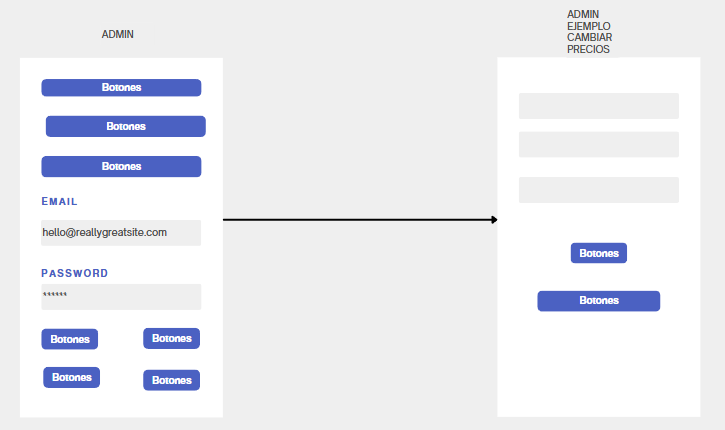 ADMIN
Botones
Botones
Botones
EMAIL
hello@reallygreatsite.com
PASSWORD
******
Botones
Botones
Botones
Botones
ADMIN
EJEMPLO
CAMBIAR
PRECIOS
Botones
Botones